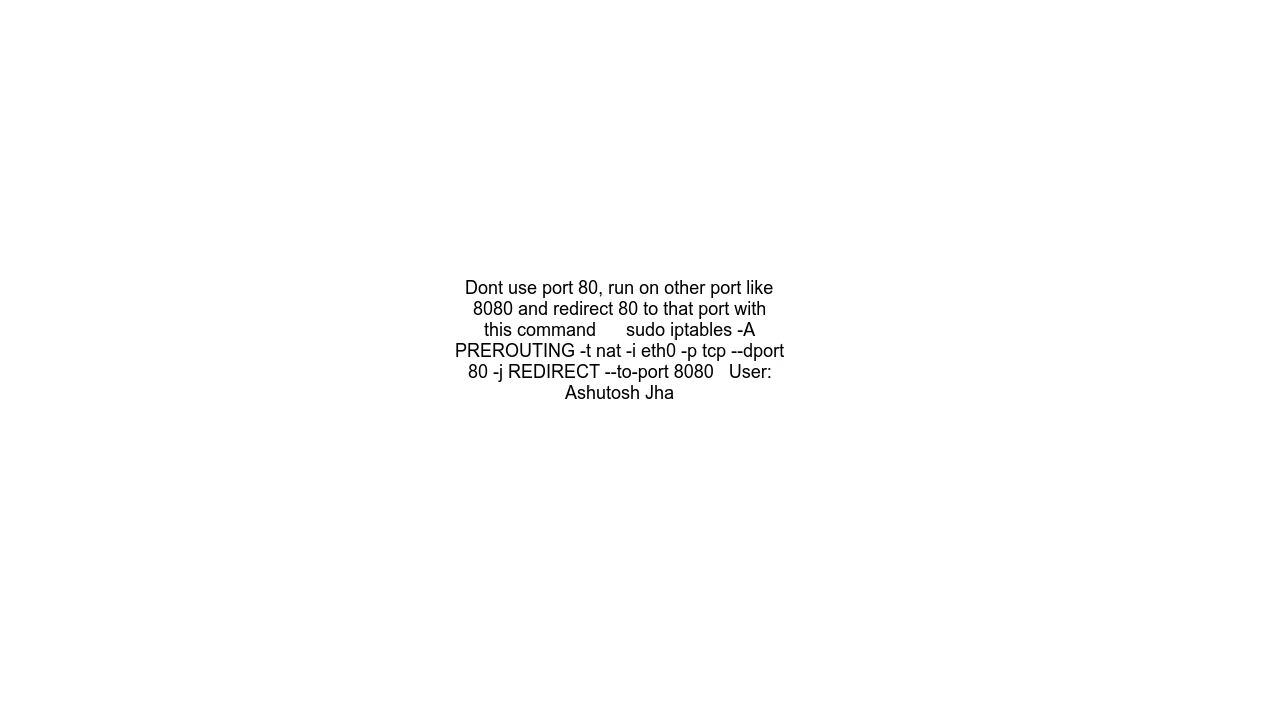 Dont use port 80, run on other port like
8080 and redirect 80 to that port with
this command      sudo iptables -A
PREROUTING -t nat -i eth0 -p tcp --dport
80 -j REDIRECT --to-port 8080   User:
Ashutosh Jha